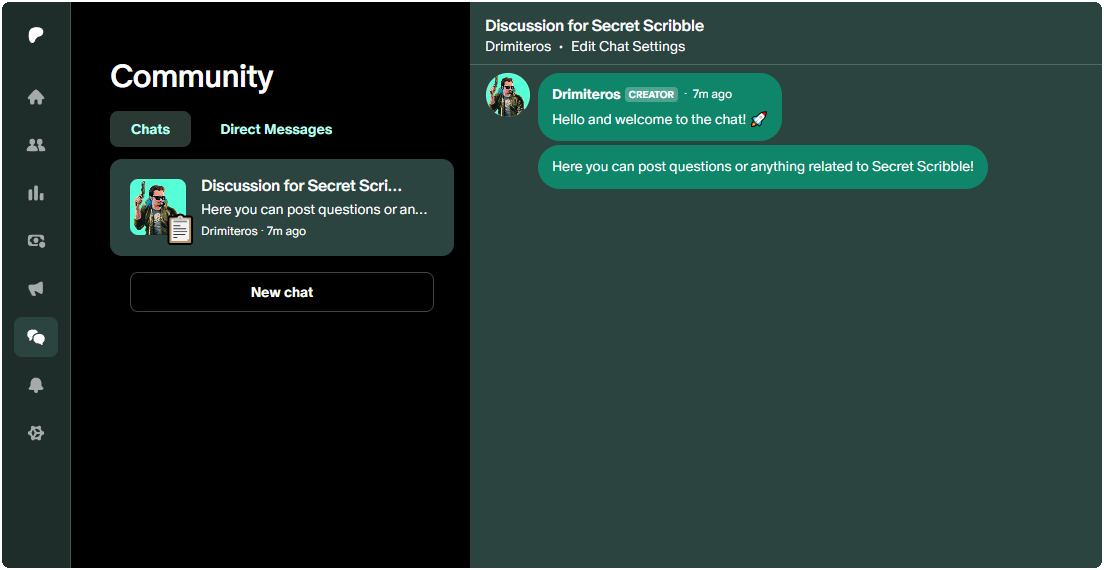 Community
Chats
Direct Messages
Discussion for Secret Scri...
Here you can post questions or an...
Drimiteros · 7m ago
New chat
Discussion for Secret Scribble
Drimiteros • Edit Chat Settings
Drimiteros CREATOR · 7m ago
Hello and welcome to the chat! 🚀
Here you can post questions or anything related to Secret Scribble!